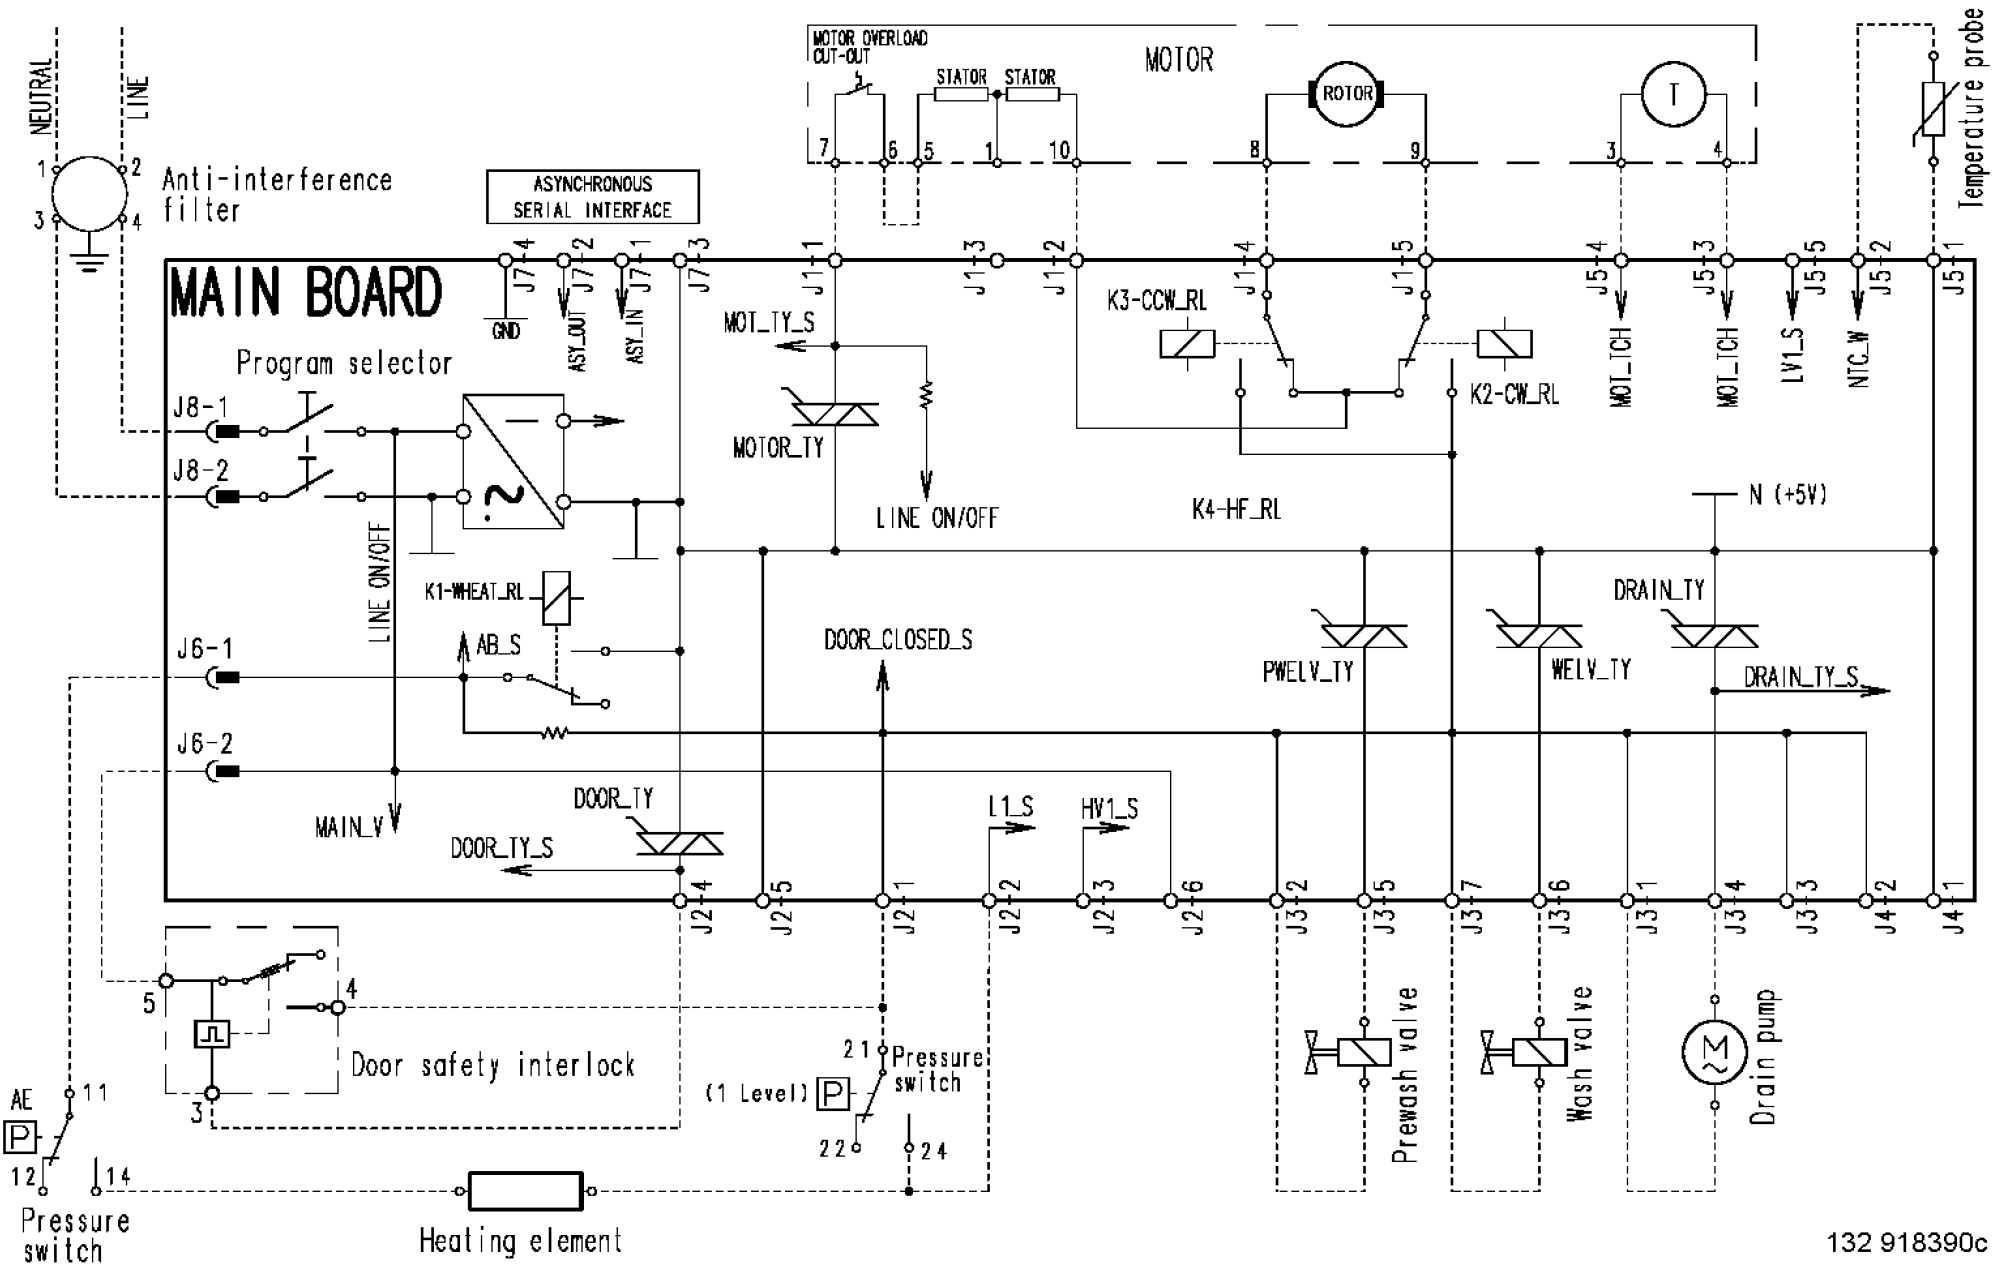 NEUTRAL
LINE
1
2
3
4
Anti-interference
filter
ASYNCHRONOUS
SERIAL INTERFACE
MOTOR OVERLOAD
CUT-OUT
STATOR
STATOR
MOTOR
ROTOR
T
7
6
5
1
10
8
9
3
4
Temperature probe
MAIN BOARD
J7-4
J7-2
J7-1
J7-3
J1-1
J1-3
J1-2
J1-4
J1-5
J5-4
J5-3
J5-5
J5-2
J5-1
GND
ASY_OUT
ASY_IN
MOT_TY_S
K3-CCW_RL
MOT_TCH
MOT_TCH
LV1_S
NTC_W
Program selector
J8-1
J8-2
MOTOR_TY
K2-CW_RL
LINE ON/OFF
K4-HF_RL
N (+5V)
LINE ON/OFF
K1-WHEAT_RL
DRAIN_TY
J6-1
AB_S
DOOR_CLOSED_S
PWELV_TY
WELV_TY
DRAIN_TY_S
J6-2
MAIN_V
DOOR_TY
DOOR_TY_S
L1_S
HV1_S
J2-4
J2-5
J2-1
J2-2
J2-3
J2-6
J3-2
J3-5
J3-7
J3-6
J3-1
J3-4
J3-3
J4-2
J4-1
5
4
3
Door safety interlock
21
Pressure
switch
(1 Level)
P
22
24
AE
P
11
12
14
Pressure
switch
Heating element
Prewash valve
Wash valve
M
Drain pump
132 918390c